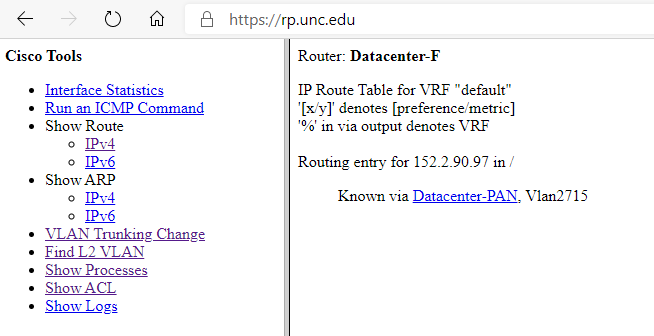 https://rp.unc.edu
Cisco Tools
Interface Statistics
Run an ICMP Command
Show Route
IPv4
IPv6
Show ARP
IPv4
IPv6
VLAN Trunking Change
Find L2 VLAN
Show Processes
Show ACL
Show Logs
Router: Datacenter-F
IP Route Table for VRF "default"
'[x/y]' denotes [preference/metric]
'%' in via output denotes VRF
Routing entry for 152.2.90.97 in /
Known via Datacenter-PAN, Vlan2715